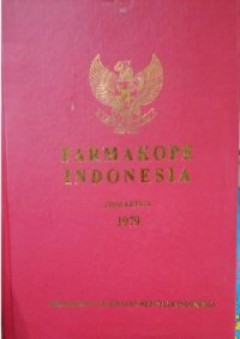 FARMAKOPE
INDONESIA
EDISI KETIGA
1979
DEPARTEMEN KESEHATAN REPUBLIK INDONESIA